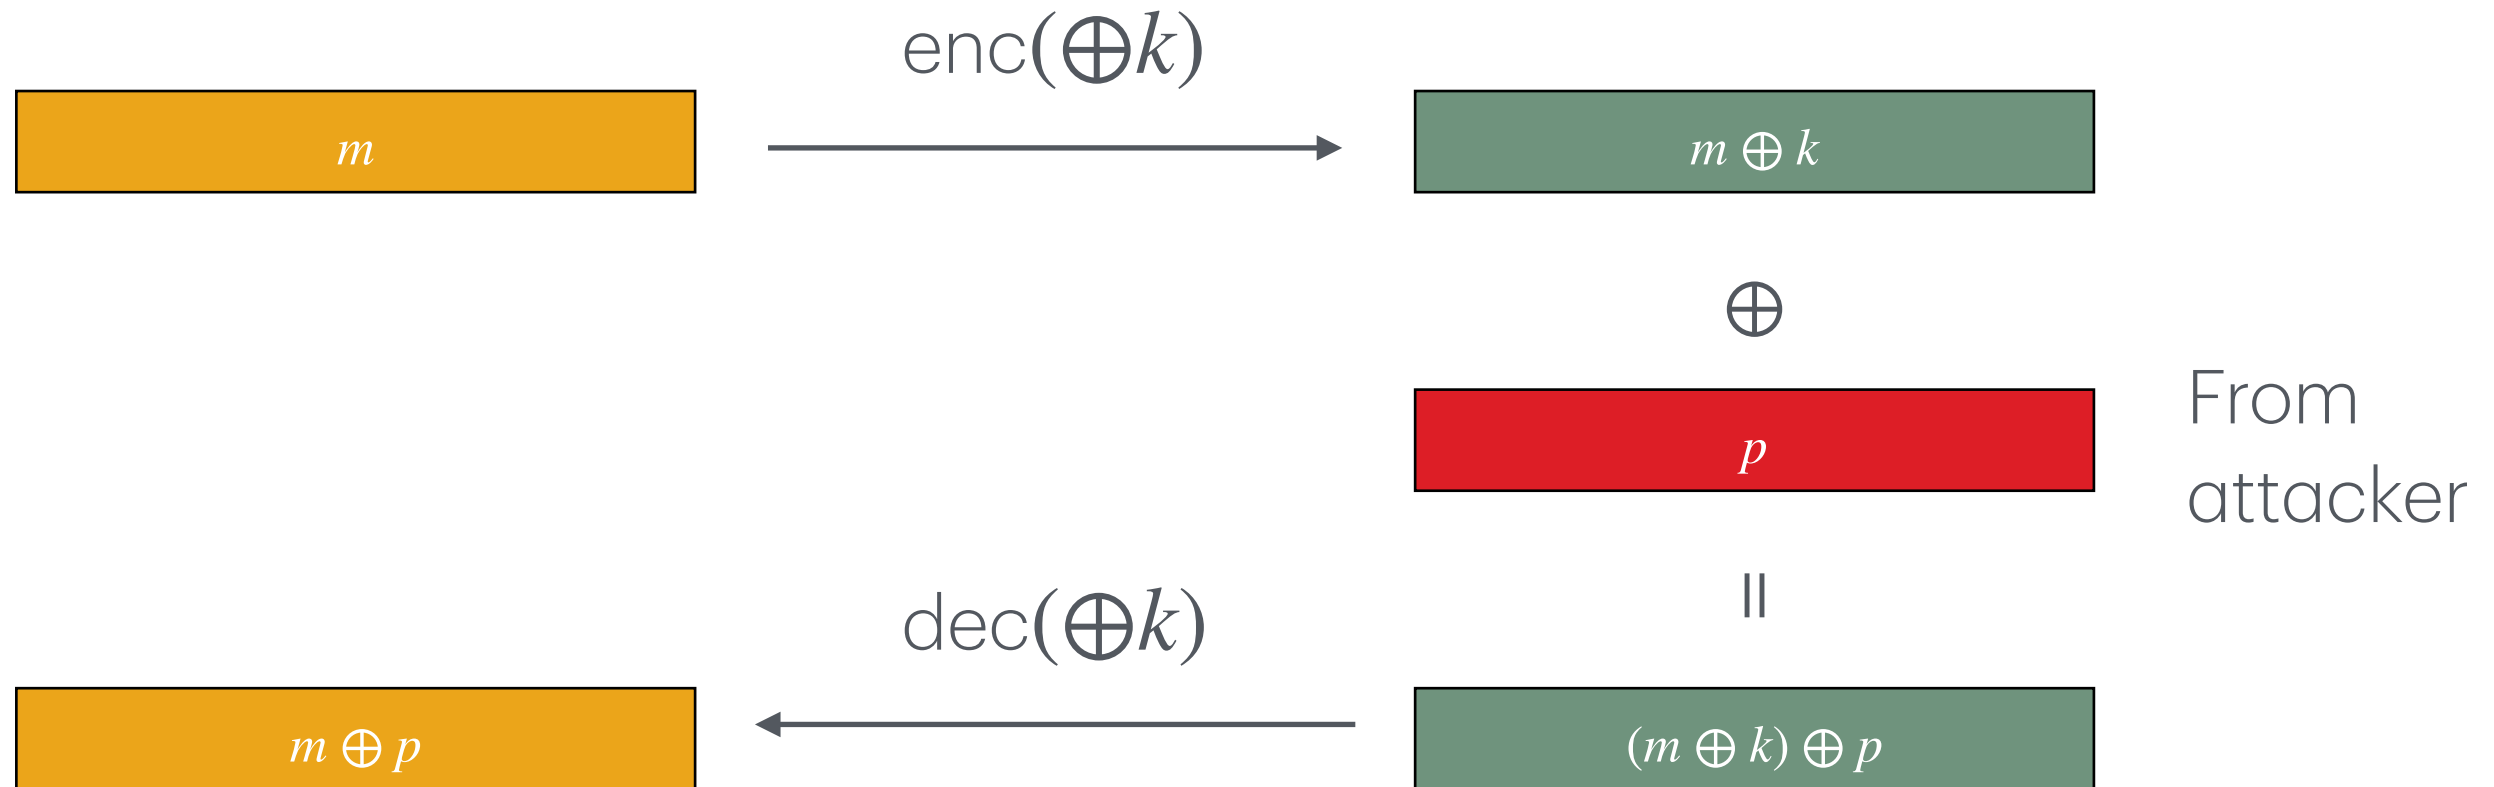 enc(⊕k)
m
m ⊕ k
⊕
p
From
attacker
=
dec(⊕k)
m ⊕ p
(m ⊕ k) ⊕ p